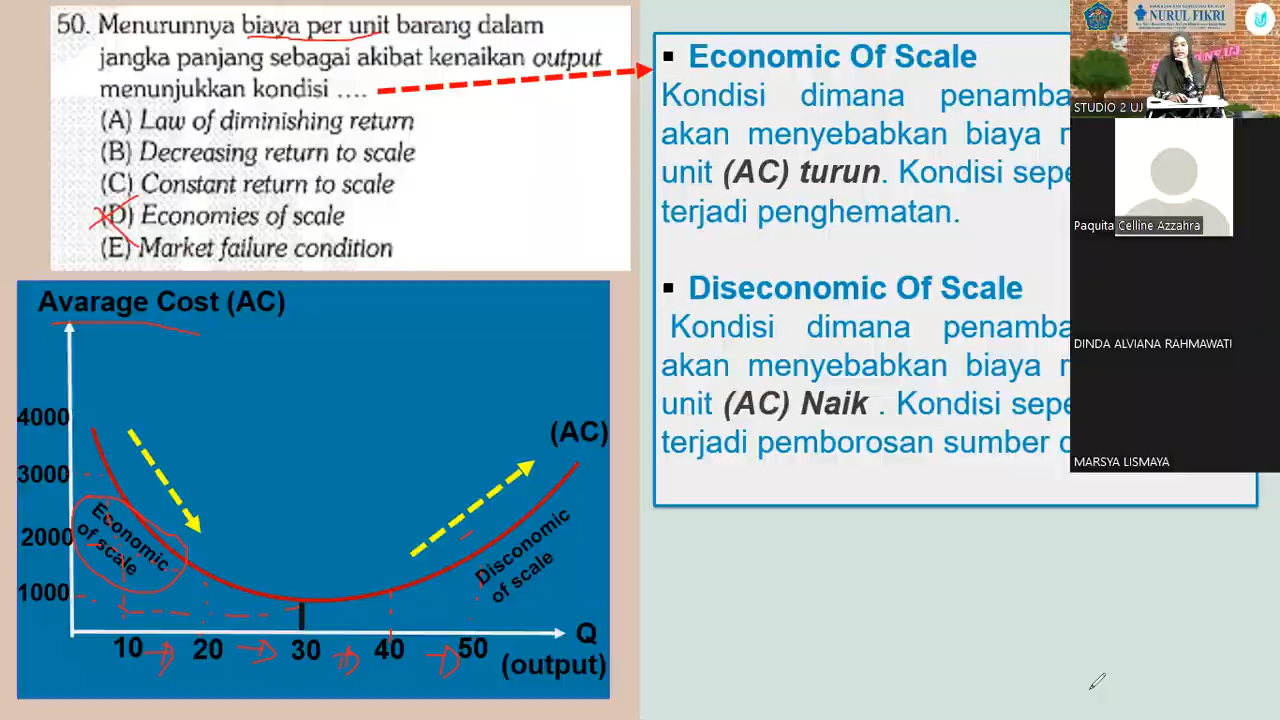 50. Menurunnya biaya per unit barang dalam
jangka panjang sebagai akibat kenaikan output
menunjukkan kondisi ....
(A) Law of diminishing return
(B) Decreasing return to scale
(C) Constant return to scale
(D) Economies of scale
(E) Market failure condition
Avarage Cost (AC)
4000
3000
2000
1000
Economic
of scale
(AC)
Disconomic
of scale
10 20 30 40 50
Q
(output)
▪ Economic Of Scale
Kondisi dimana penamba
akan menyebabkan biaya r
unit (AC) turun. Kondisi sepe
terjadi penghematan.
▪ Diseconomic Of Scale
Kondisi dimana penamba
akan menyebabkan biaya r
unit (AC) Naik . Kondisi sepe
terjadi pemborosan sumber d
NURUL FIKRI
STUDIO 2 UJ
Paquita Celline Azzahra
DINDA ALVIANA RAHMAWATI
MARSYA LISMAYA